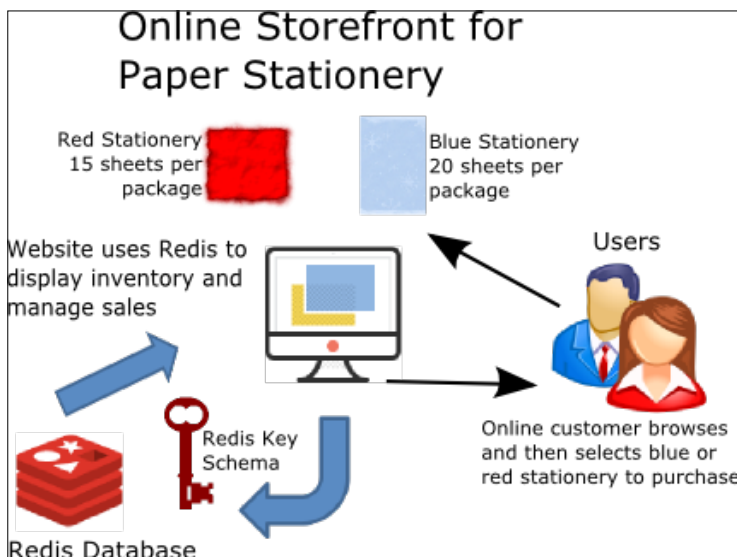 Online Storefront for
Paper Stationery
Red Stationery
15 sheets per
package
Blue Stationery
20 sheets per
package
Website uses Redis to
display inventory and
manage sales
Users
Redis Key
Schema
Online customer browses
and then selects blue or
red stationery to purchase
Redis Database